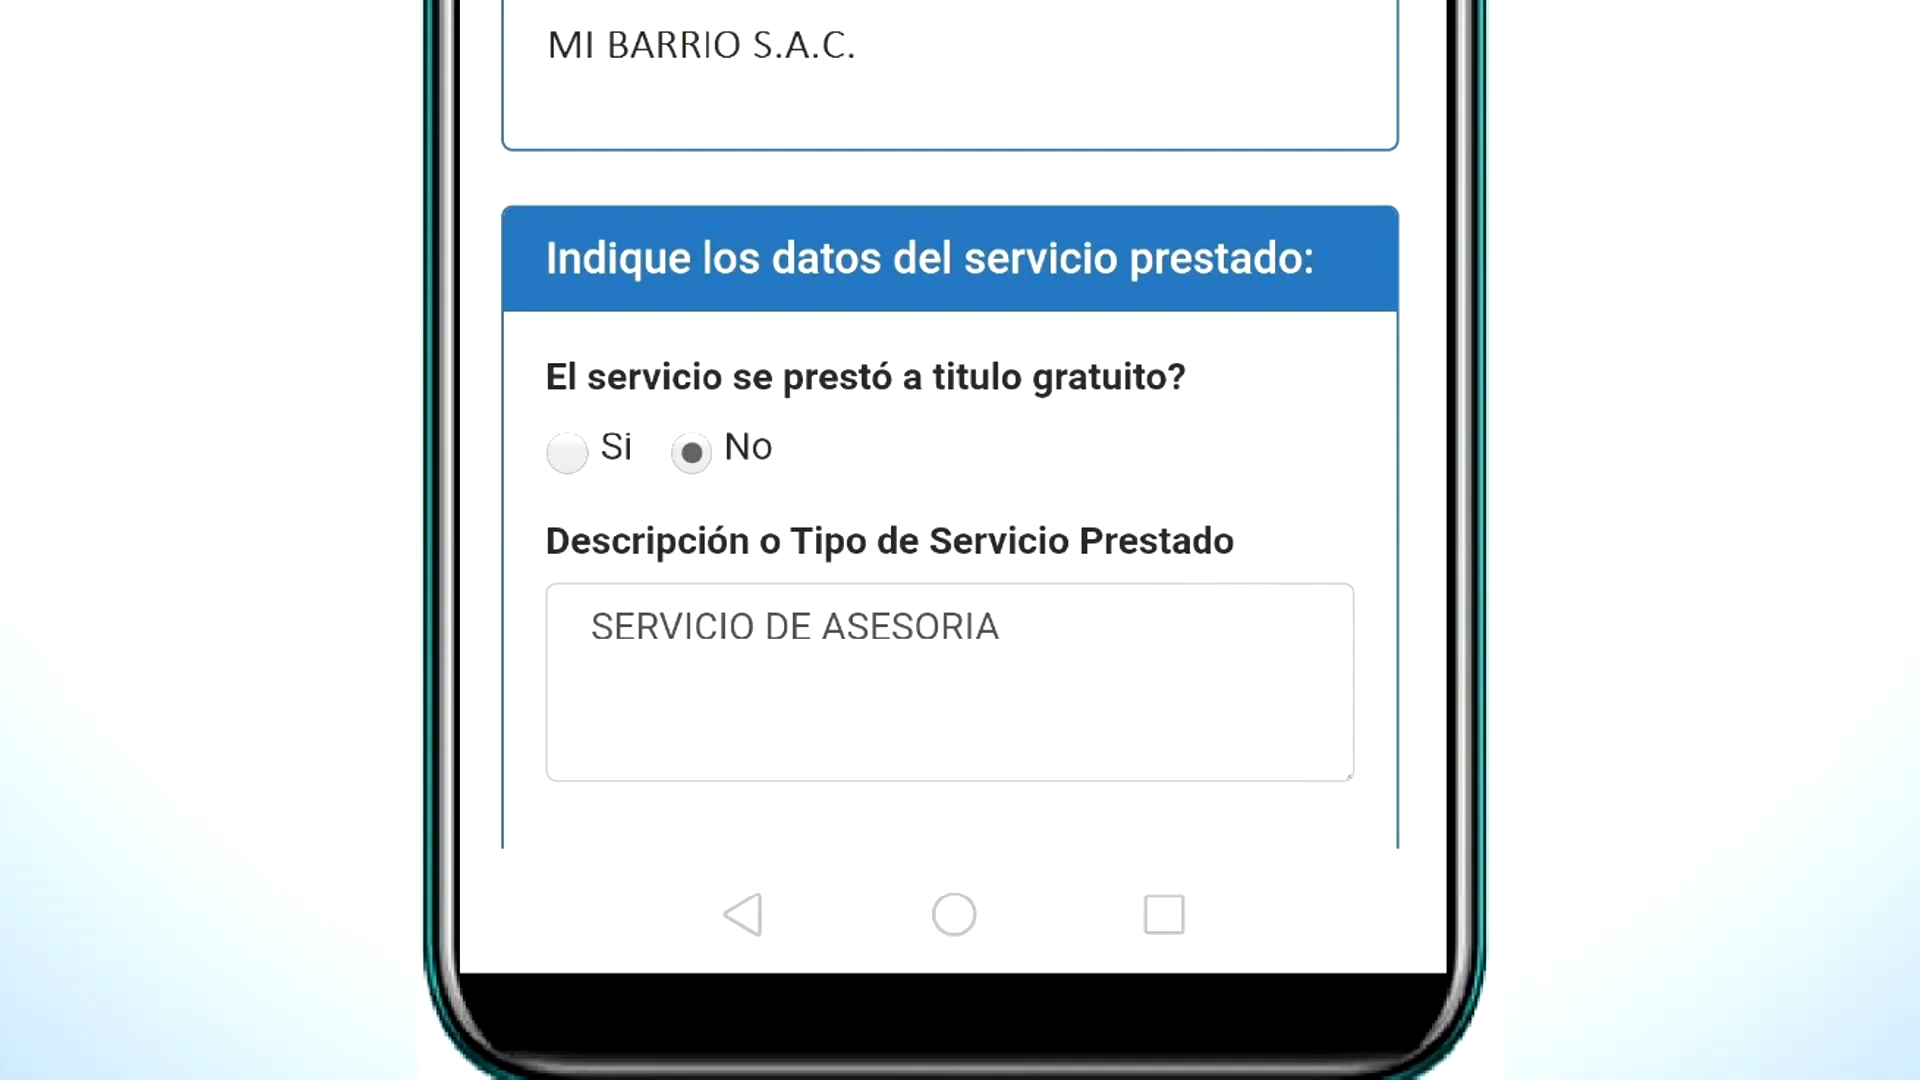 MI BARRIO S.A.C.
Indique los datos del servicio prestado:
El servicio se prestó a titulo gratuito?
Si No
Descripción o Tipo de Servicio Prestado
SERVICIO DE ASESORIA